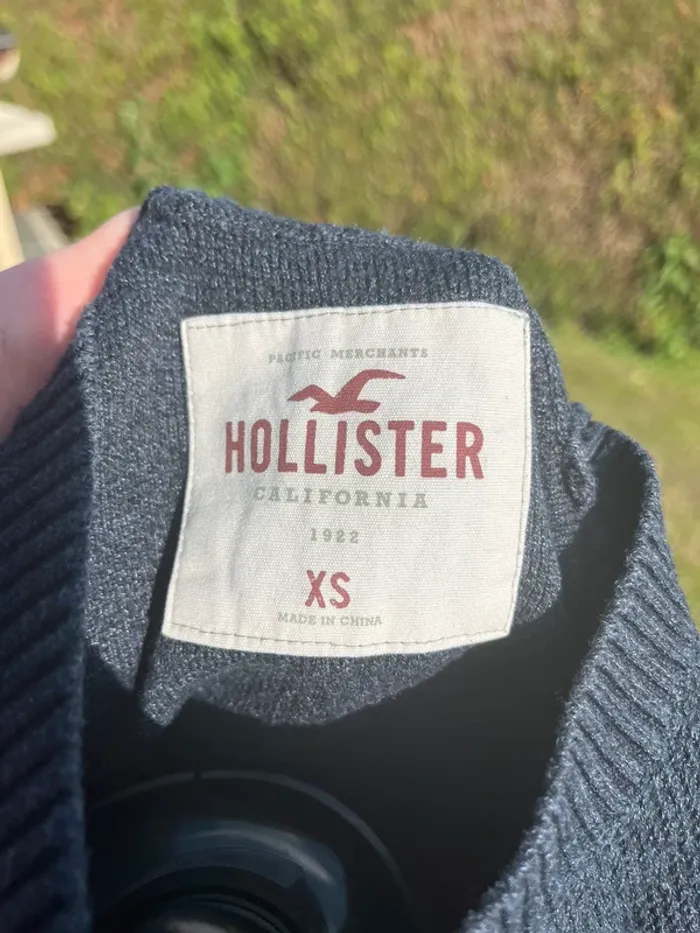 PACIFIC MERCHANTS
HOLLISTER
CALIFORNIA
1922
XS
MADE IN CHINA